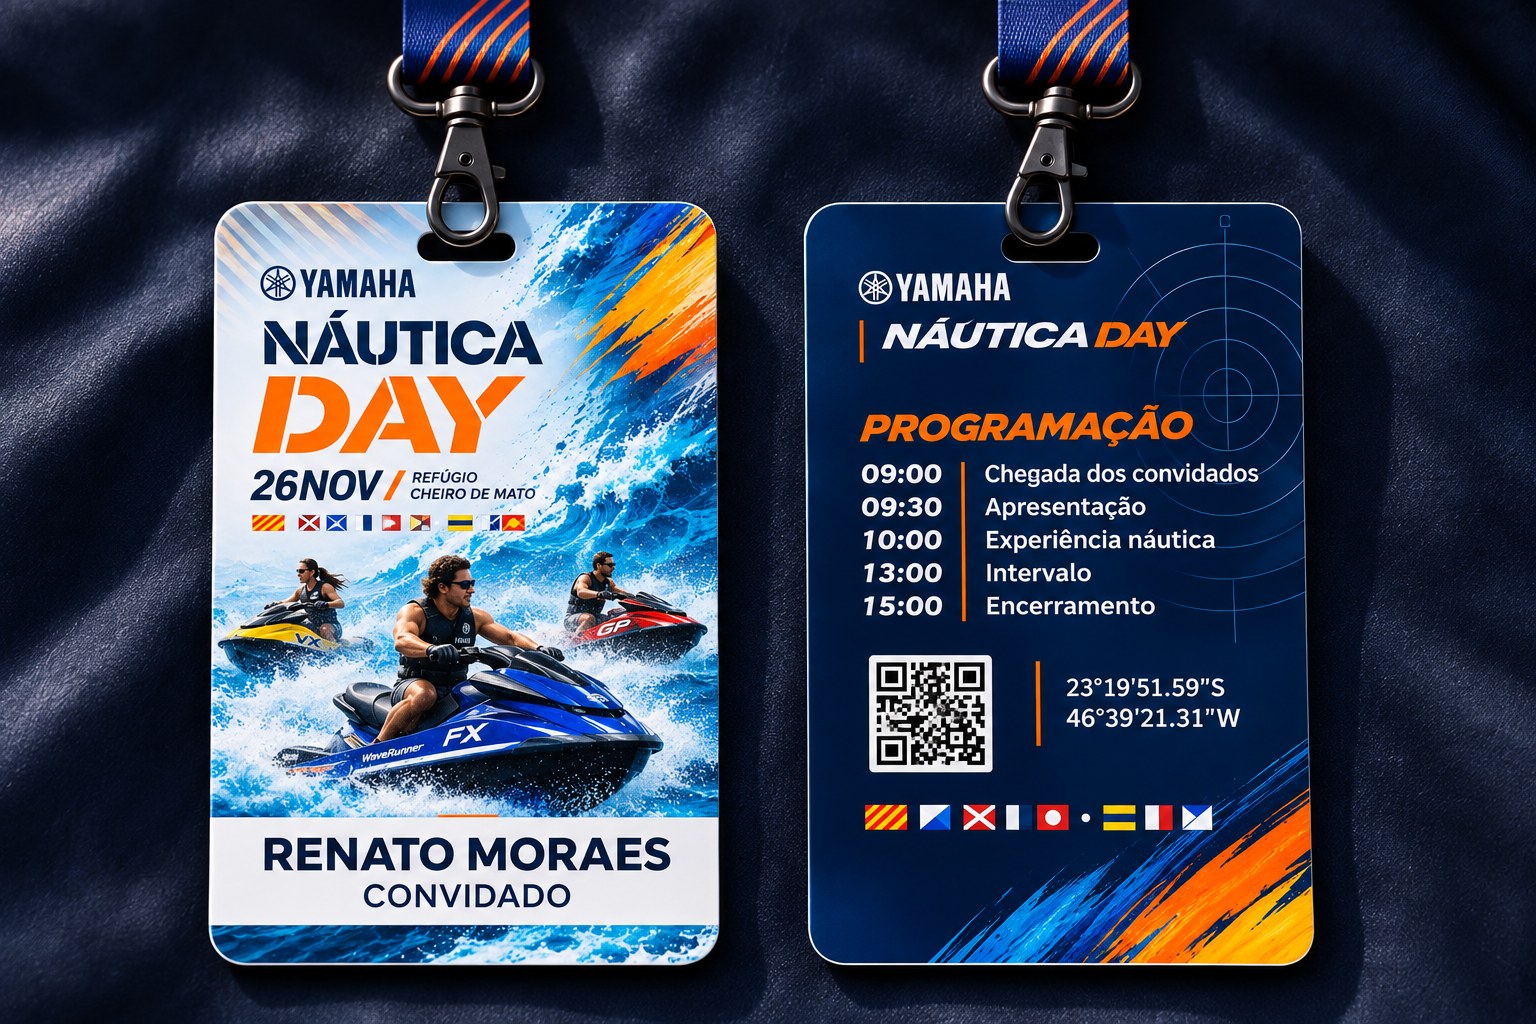 YAMAHA
NÁUTICA
DAY
26NOV / REFÚGIO
CHEIRO DE MATO
VX
GP
FX
WaveRunner
RENATO MORAES
CONVIDADO
YAMAHA
NÁUTICA DAY
PROGRAMAÇÃO
09:00 Chegada dos convidados
09:30 Apresentação
10:00 Experiência náutica
13:00 Intervalo
15:00 Encerramento
23°19'51.59"S
46°39'21.31"W